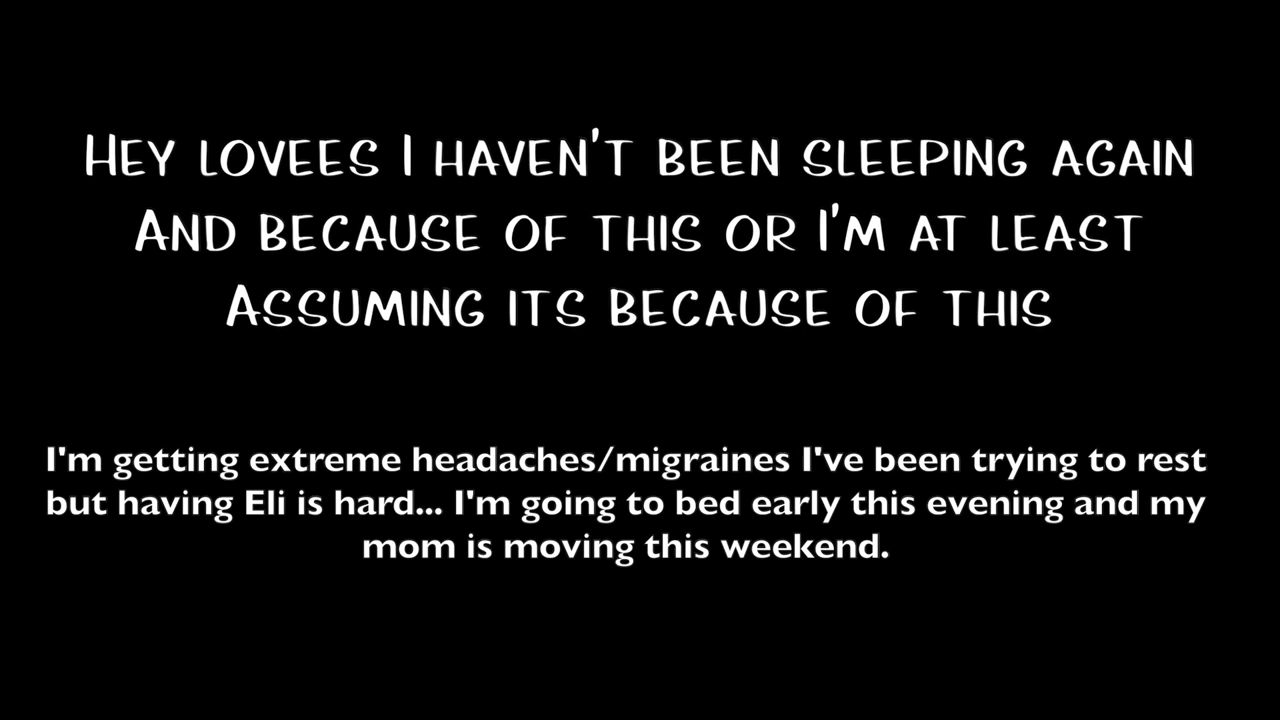 Hey lovees I haven't been sleeping again
And because of this or I'm at least
Assuming its because of this
I'm getting extreme headaches/migraines I've been trying to rest
but having Eli is hard... I'm going to bed early this evening and my
mom is moving this weekend.